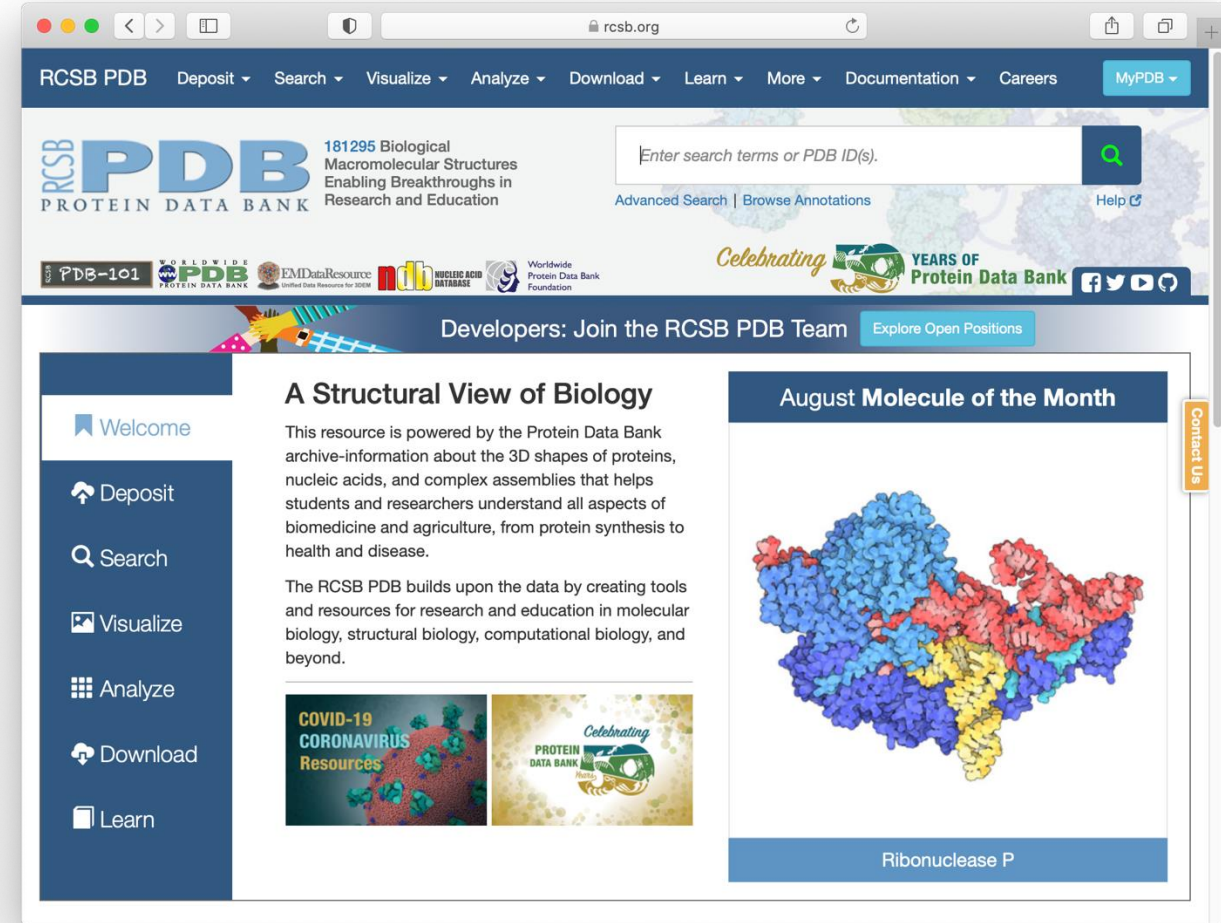 rcsb.org
RCSB PDB Deposit Search Visualize Analyze Download Learn More Documentation Careers MyPDB
RCSB
PDB
PROTEIN DATA BANK
181295 Biological
Macromolecular Structures
Enabling Breakthroughs in
Research and Education
Enter search terms or PDB ID(s).
Advanced Search | Browse Annotations
Help
RCSB PDB-101
WORLDWIDE
PDB
PROTEIN DATA BANK
EMDataResource
Unified Data Resource for 3DEM
ndb
NUCLEIC ACID
DATABASE
Worldwide
Protein Data Bank
Foundation
Celebrating
YEARS OF
Protein Data Bank
Developers: Join the RCSB PDB Team Explore Open Positions
Welcome
Deposit
Search
Visualize
Analyze
Download
Learn
A Structural View of Biology
This resource is powered by the Protein Data Bank
archive-information about the 3D shapes of proteins,
nucleic acids, and complex assemblies that helps
students and researchers understand all aspects of
biomedicine and agriculture, from protein synthesis to
health and disease.
The RCSB PDB builds upon the data by creating tools
and resources for research and education in molecular
biology, structural biology, computational biology, and
beyond.
COVID-19
CORONAVIRUS
Resources
Celebrating
PROTEIN
DATA BANK
Years
August Molecule of the Month
Ribonuclease P
Contact Us